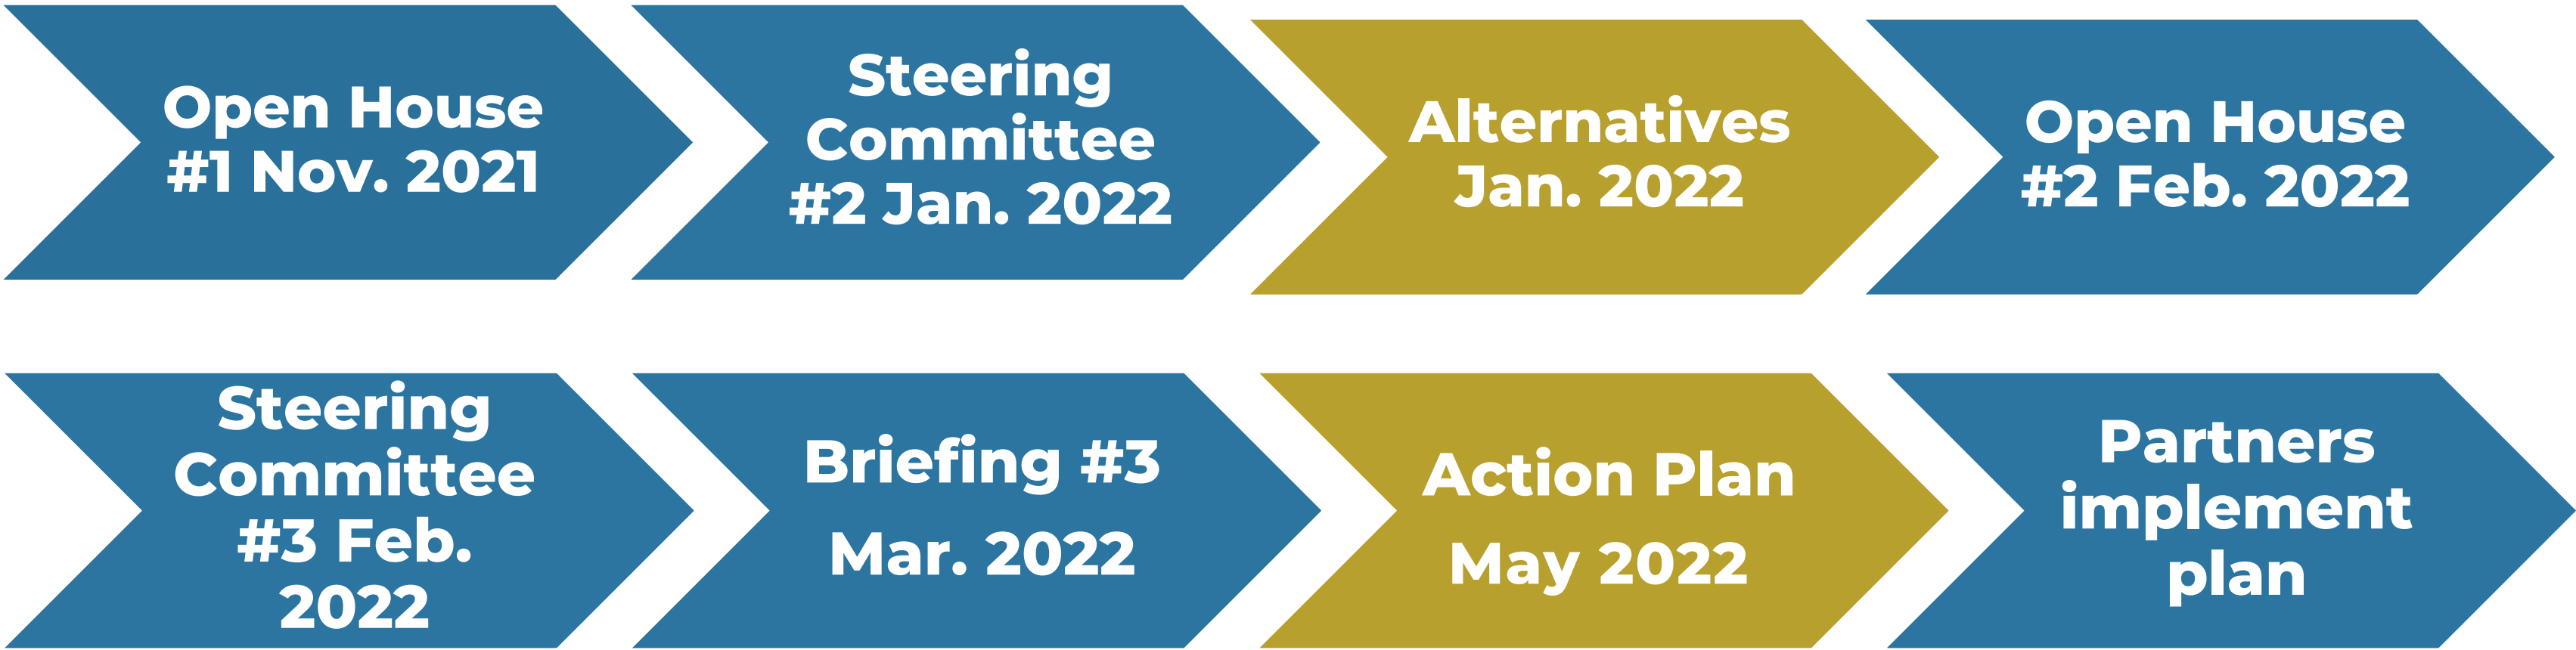 Open House
#1 Nov. 2021
Steering
Committee
#2 Jan. 2022
Alternatives
Jan. 2022
Open House
#2 Feb. 2022
Steering
Committee
#3 Feb.
2022
Briefing #3
Mar. 2022
Action Plan
May 2022
Partners
implement
plan